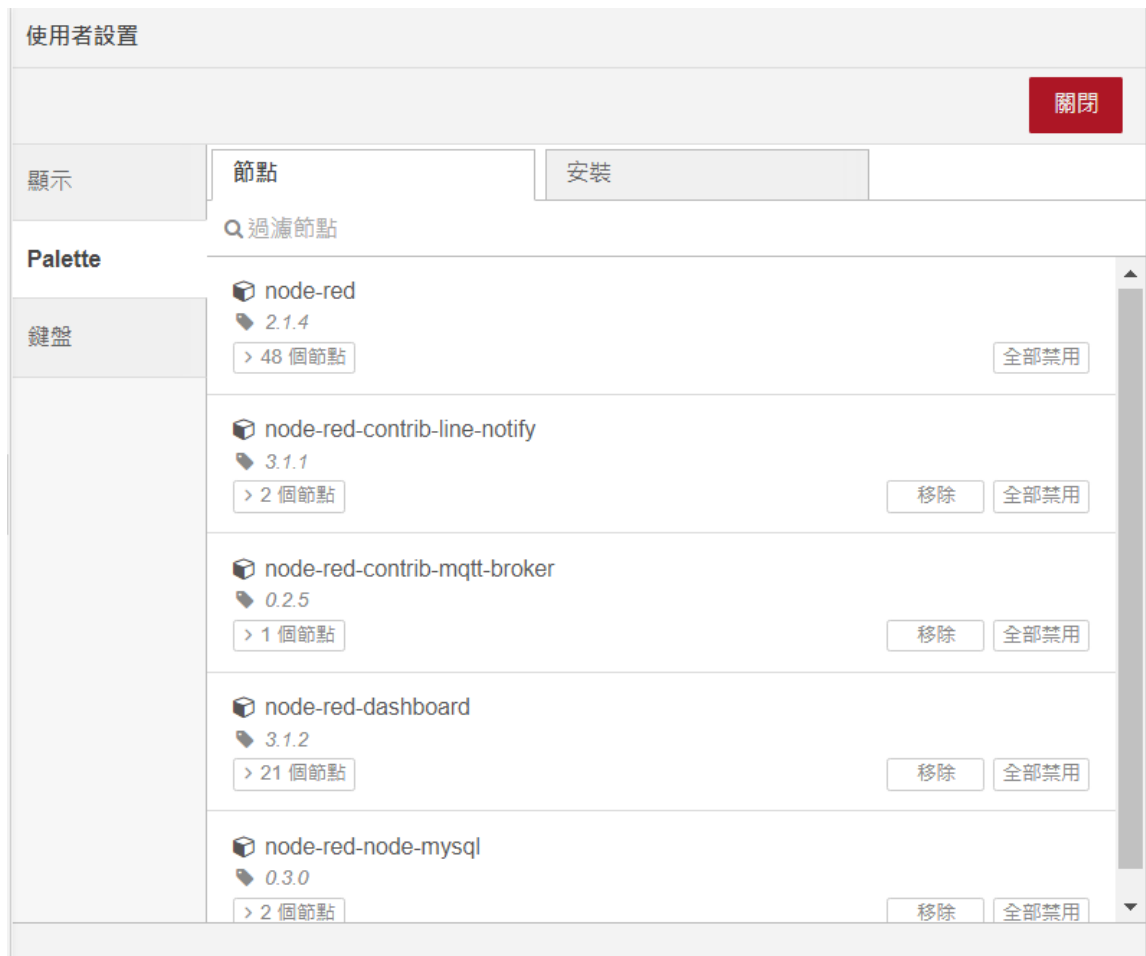 使用者設置
關閉
顯示
節點
安裝
過濾節點
Palette
node-red
2.1.4
鍵盤
48 個節點
全部禁用
node-red-contrib-line-notify
3.1.1
2 個節點
移除
全部禁用
node-red-contrib-mqtt-broker
0.2.5
1 個節點
移除
全部禁用
node-red-dashboard
3.1.2
21 個節點
移除
全部禁用
node-red-node-mysql
0.3.0
2 個節點
移除
全部禁用